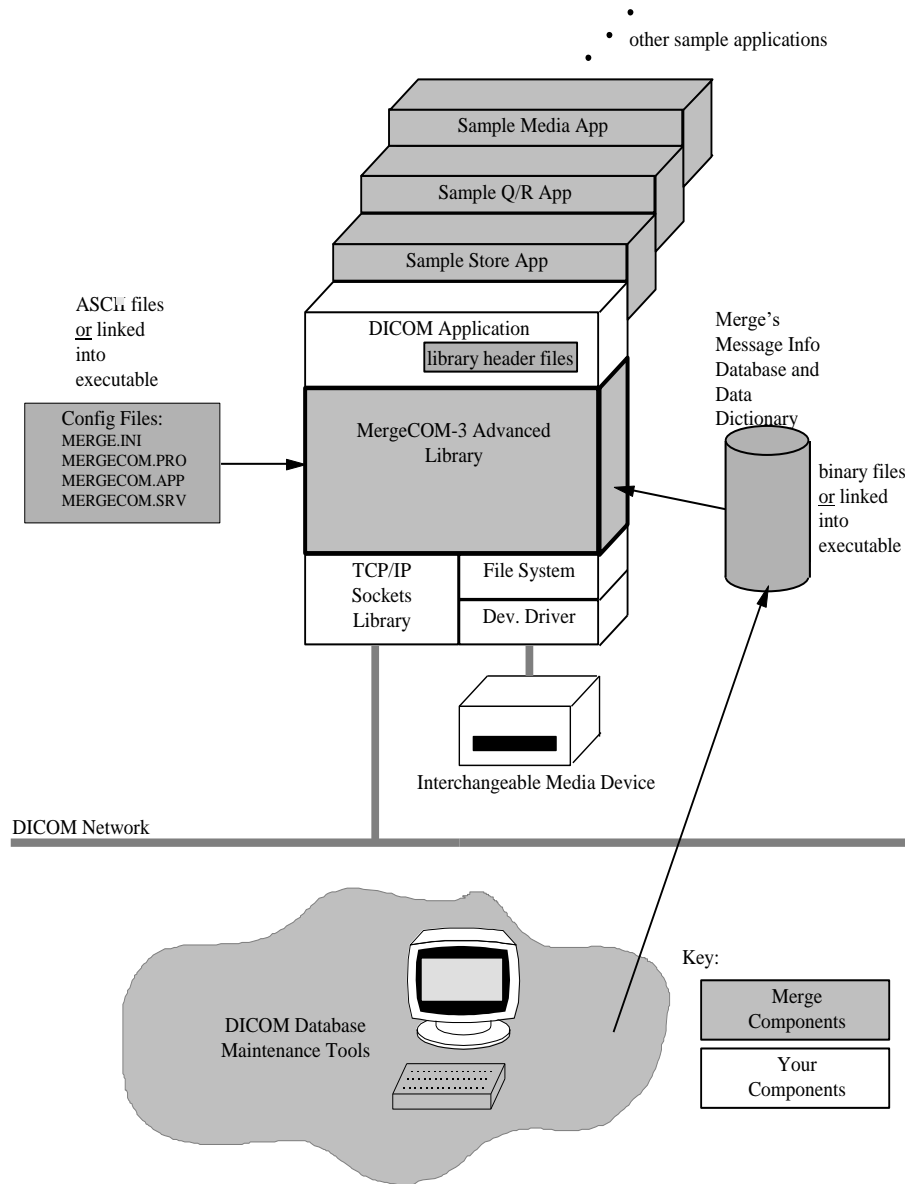 other sample applications
Sample Media App
Sample Q/R App
Sample Store App
ASCII files
or linked
into
executable
DICOM Application
library header files
Merge's
Message Info
Database and
Data
Dictionary
Config Files:
MERGE.INI
MERGECOM.PRO
MERGECOM.APP
MERGECOM.SRV
MergeCOM-3 Advanced
Library
binary files
or linked
into
executable
TCP/IP
Sockets
Library
File System
Dev. Driver
Interchangeable Media Device
DICOM Network
DICOM Database
Maintenance Tools
Key:
Merge
Components
Your
Components